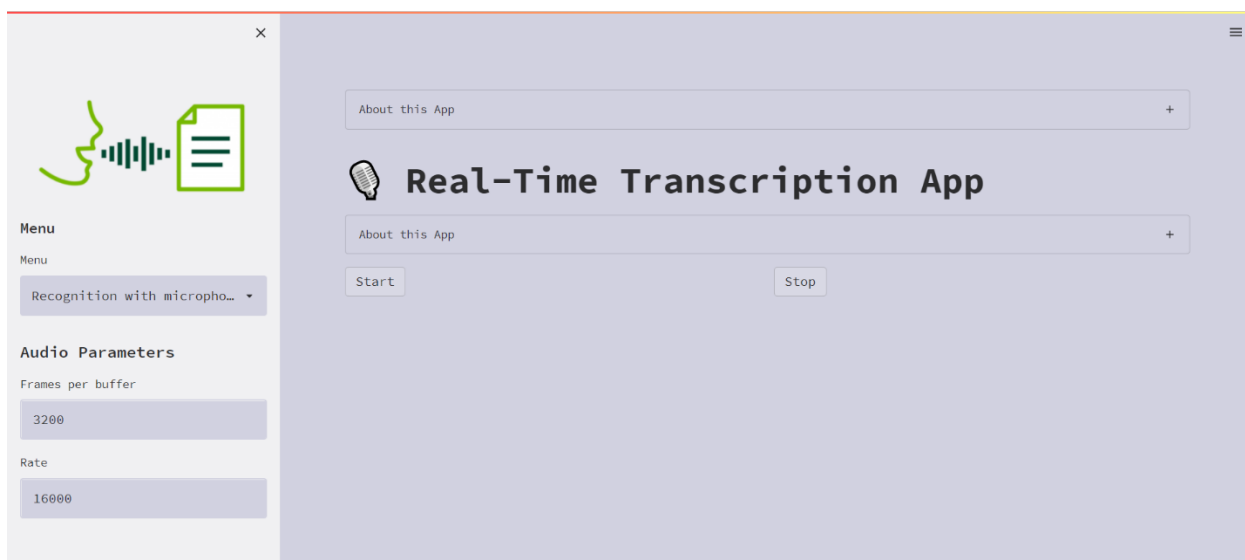 Menu
Menu
Recognition with micropho…
Audio Parameters
Frames per buffer
3200
Rate
16000
About this App
Real-Time Transcription App
About this App
Start
Stop